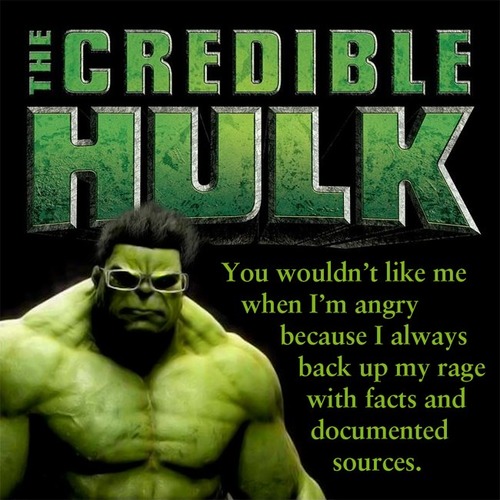 THE CREDIBLE
HULK
You wouldn't like me
when I'm angry
because I always
back up my rage
with facts and
documented
sources.